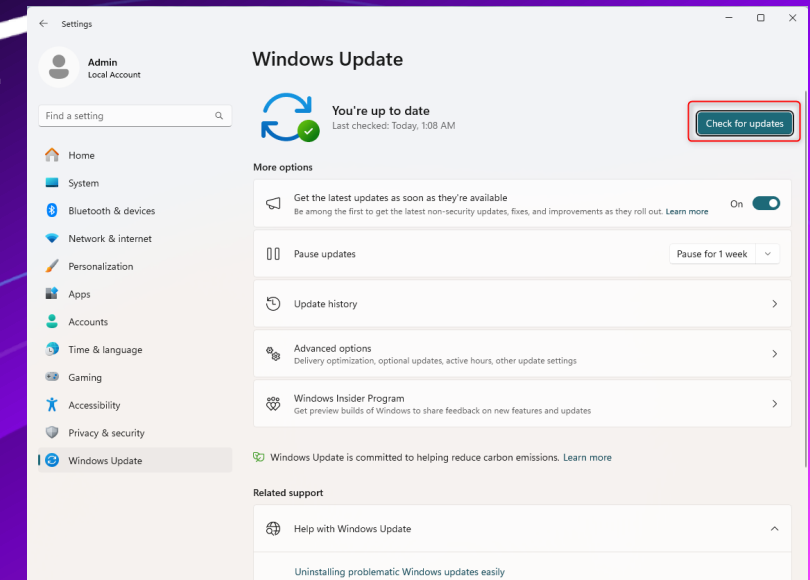 Settings
Admin
Local Account
Find a setting
Home
System
Bluetooth & devices
Network & internet
Personalization
Apps
Accounts
Time & language
Gaming
Accessibility
Privacy & security
Windows Update
Windows Update
You're up to date
Last checked: Today, 1:08 AM
Check for updates
More options
Get the latest updates as soon as they're available
Be among the first to get the latest non-security updates, fixes, and improvements as they roll out. Learn more
On
Pause updates
Pause for 1 week
Update history
Advanced options
Delivery optimization, optional updates, active hours, other update settings
Windows Insider Program
Get preview builds of Windows to share feedback on new features and updates
Windows Update is committed to helping reduce carbon emissions. Learn more
Related support
Help with Windows Update
Uninstalling problematic Windows updates easily